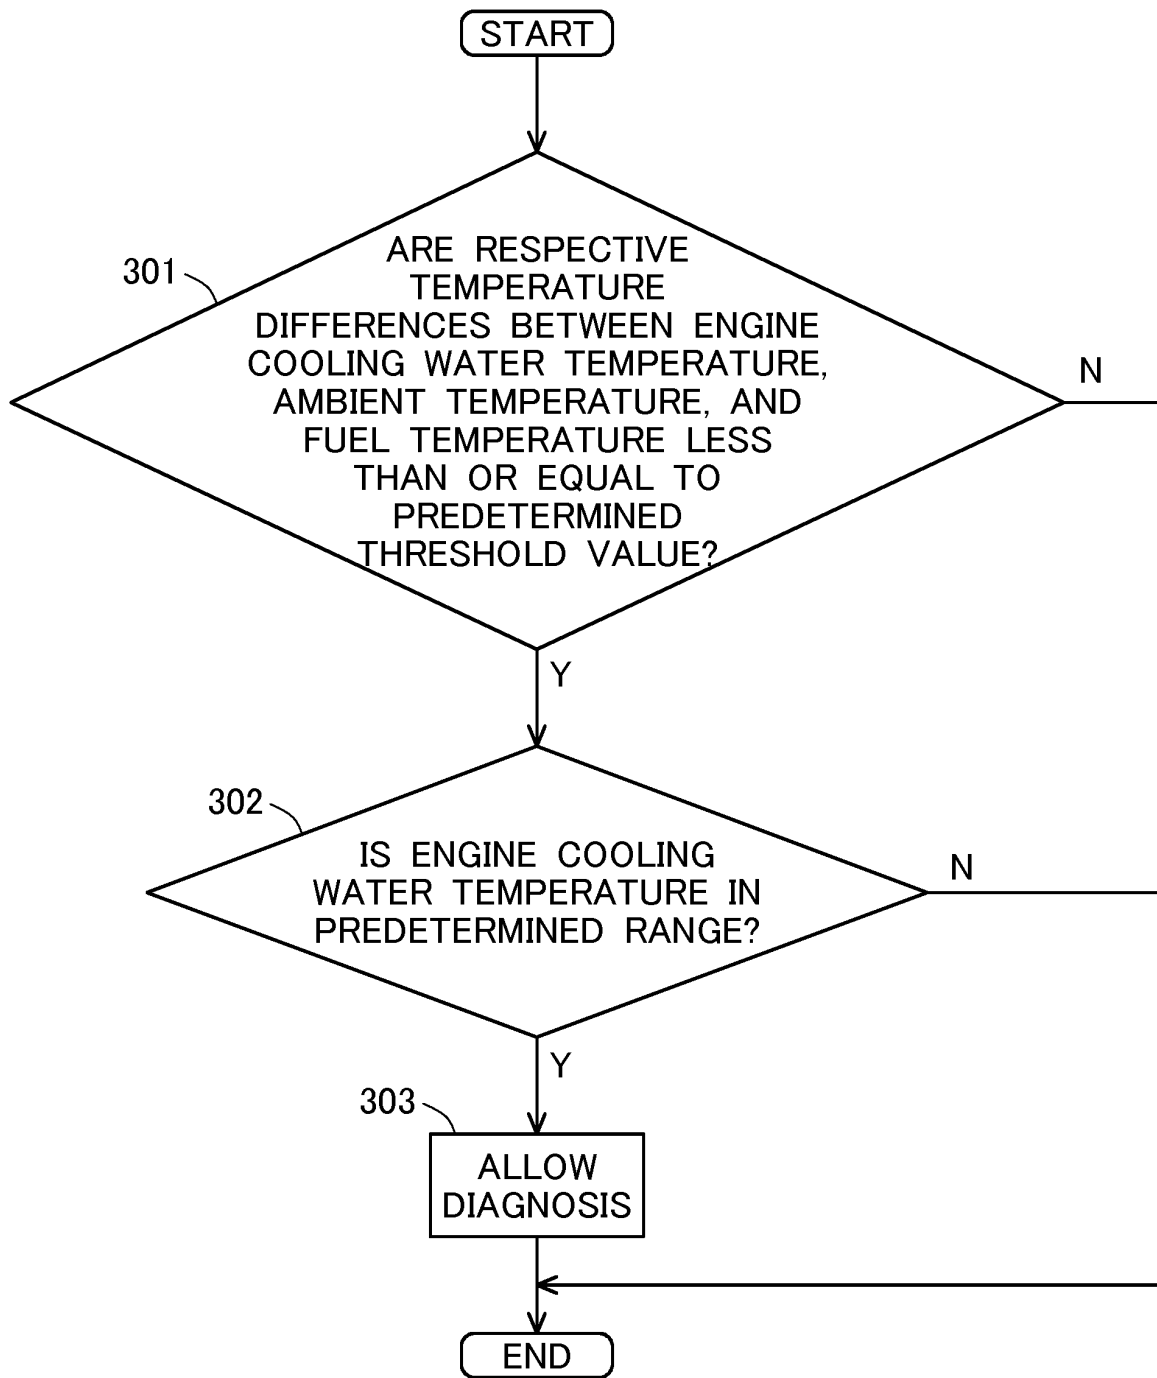 START
301
ARE RESPECTIVE
TEMPERATURE
DIFFERENCES BETWEEN ENGINE
COOLING WATER TEMPERATURE,
AMBIENT TEMPERATURE, AND
FUEL TEMPERATURE LESS
THAN OR EQUAL TO
PREDETERMINED
THRESHOLD VALUE?
N
Y
302
IS ENGINE COOLING
WATER TEMPERATURE IN
PREDETERMINED RANGE?
N
Y
303
ALLOW
DIAGNOSIS
END